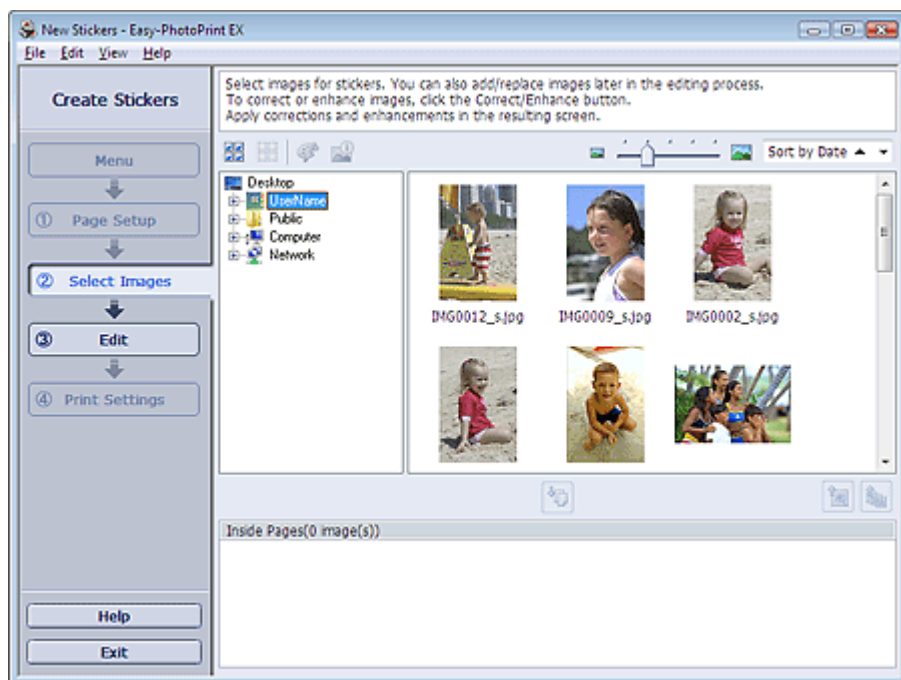 New Stickers - Easy-PhotoPrint EX
File Edit View Help
Create Stickers
Select images for stickers. You can also add/replace images later in the editing process.
To correct or enhance images, click the Correct/Enhance button.
Apply corrections and enhancements in the resulting screen.
Menu
① Page Setup
② Select Images
③ Edit
④ Print Settings
Help
Exit
Sort by Date
Desktop
UserName
Public
Computer
Network
IMG0012_s.jpg IMG0009_s.jpg IMG0002_s.jpg
Inside Pages(0 image(s))